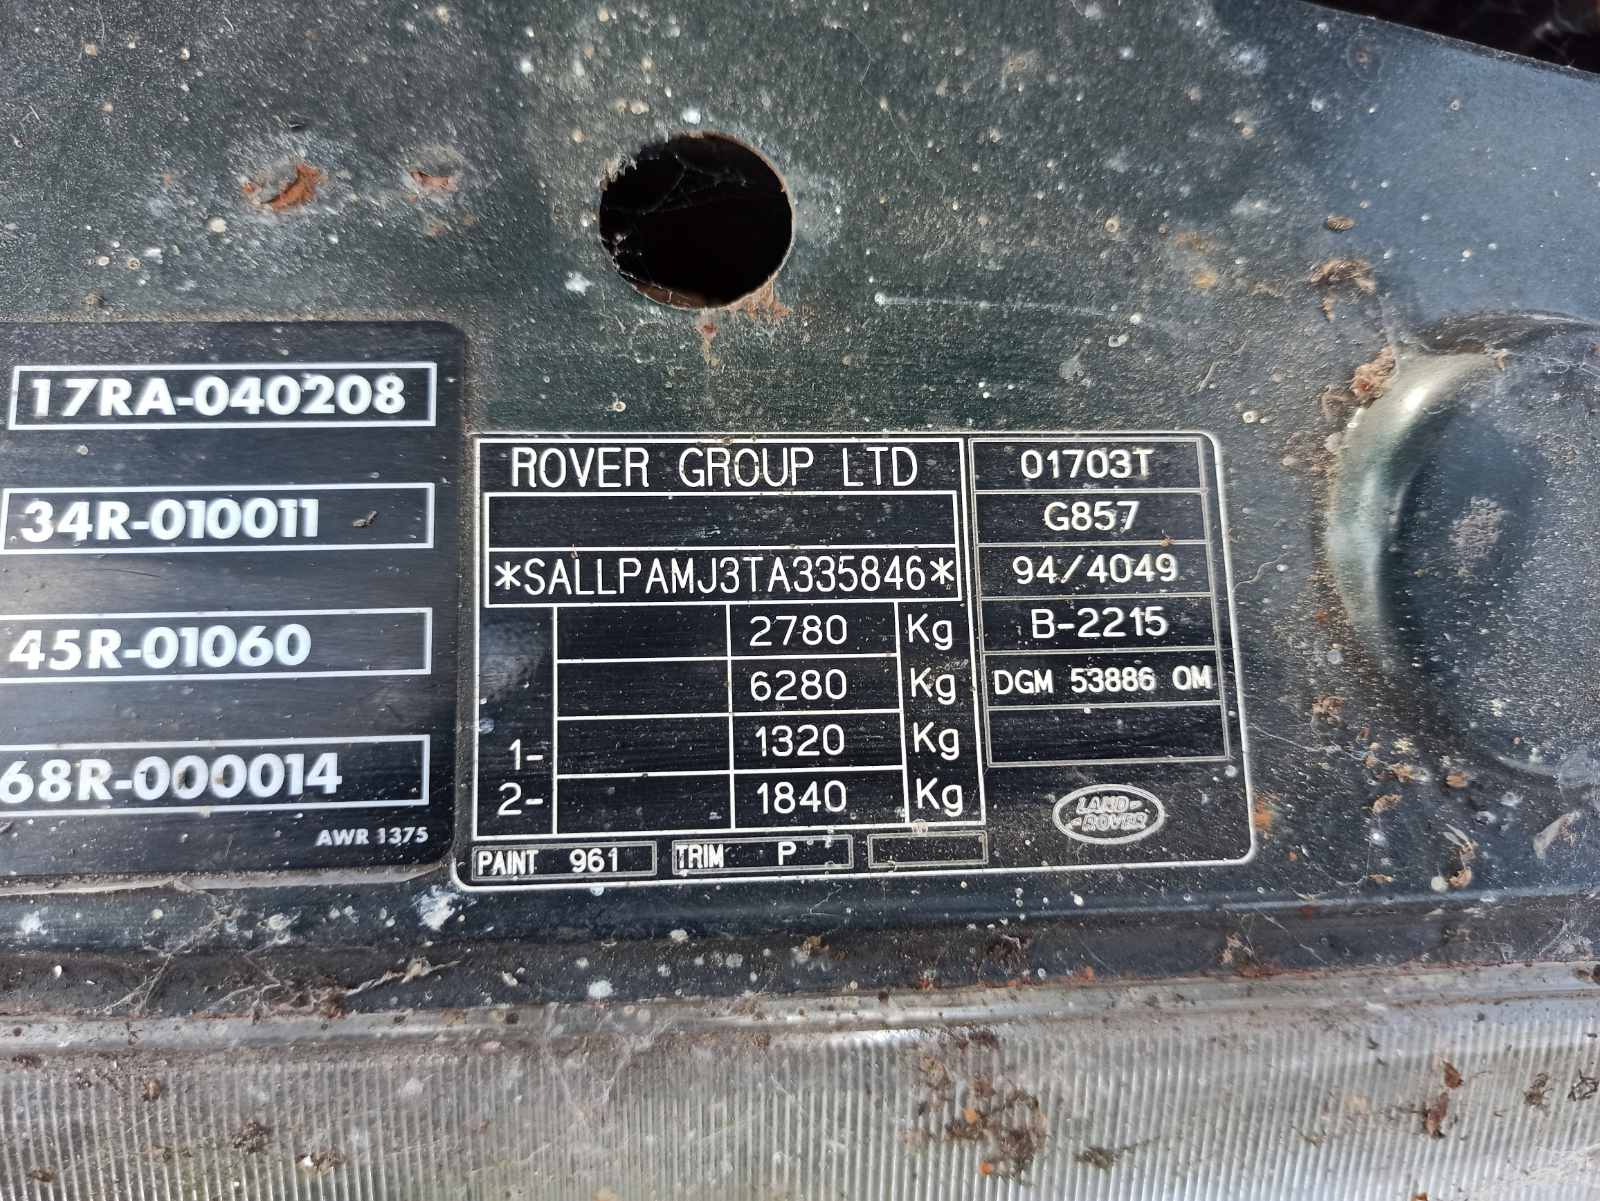 17RA-040208
34R-010011
45R-01060
68R-000014
AWR 1375
ROVER GROUP LTD
*SALLPAMJ3TA335846*
2780 Kg
6280 Kg
1- 1320 Kg
2- 1840 Kg
PAINT 961 TRIM P
01703T
G857
94/4049
B-2215
DGM 53886 OM
LAND-
-ROVER